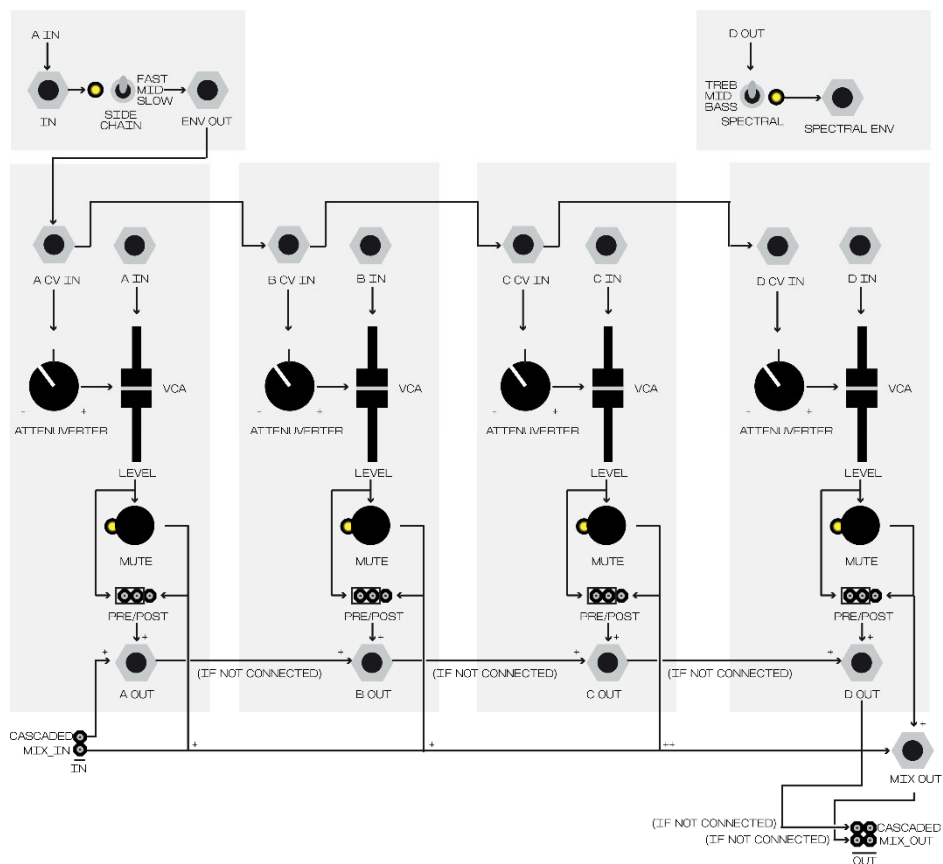 A IN
D OUT
FAST
MID
SLOW
TREB
MID
BASS
IN
SIDE
CHAIN
ENV OUT
SPECTRAL
SPECTRAL ENV
A CV IN
A IN
B CV IN
B IN
C CV IN
C IN
D CV IN
D IN
VCA
VCA
VCA
VCA
- +
- +
- +
- +
ATTENUVERTER
ATTENUVERTER
ATTENUVERTER
ATTENUVERTER
LEVEL
LEVEL
LEVEL
LEVEL
MUTE
MUTE
MUTE
MUTE
PRE/POST
PRE/POST
PRE/POST
PRE/POST
+ +
+ +
+ +
+ +
(IF NOT CONNECTED)
(IF NOT CONNECTED)
(IF NOT CONNECTED)
A OUT
B OUT
C OUT
D OUT
CASCADED
MIX_IN
IN
+
+
++
+
MIX OUT
(IF NOT CONNECTED)
CASCADED
(IF NOT CONNECTED)
MIX_OUT
OUT